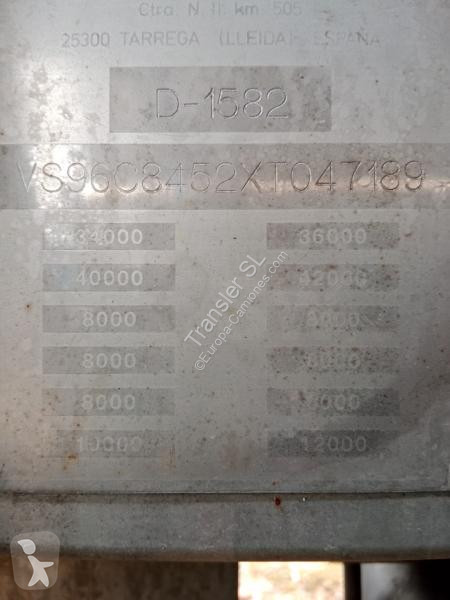 Ctra. N. II. km. 505
25300 TARREGA (LLEIDA) ESPAÑA
D-1582
VS96C8452XT047189
34000 36000
40000 42000
8000
8000
8000
10000 12000
Transler SL
©Europa-Camiones.com